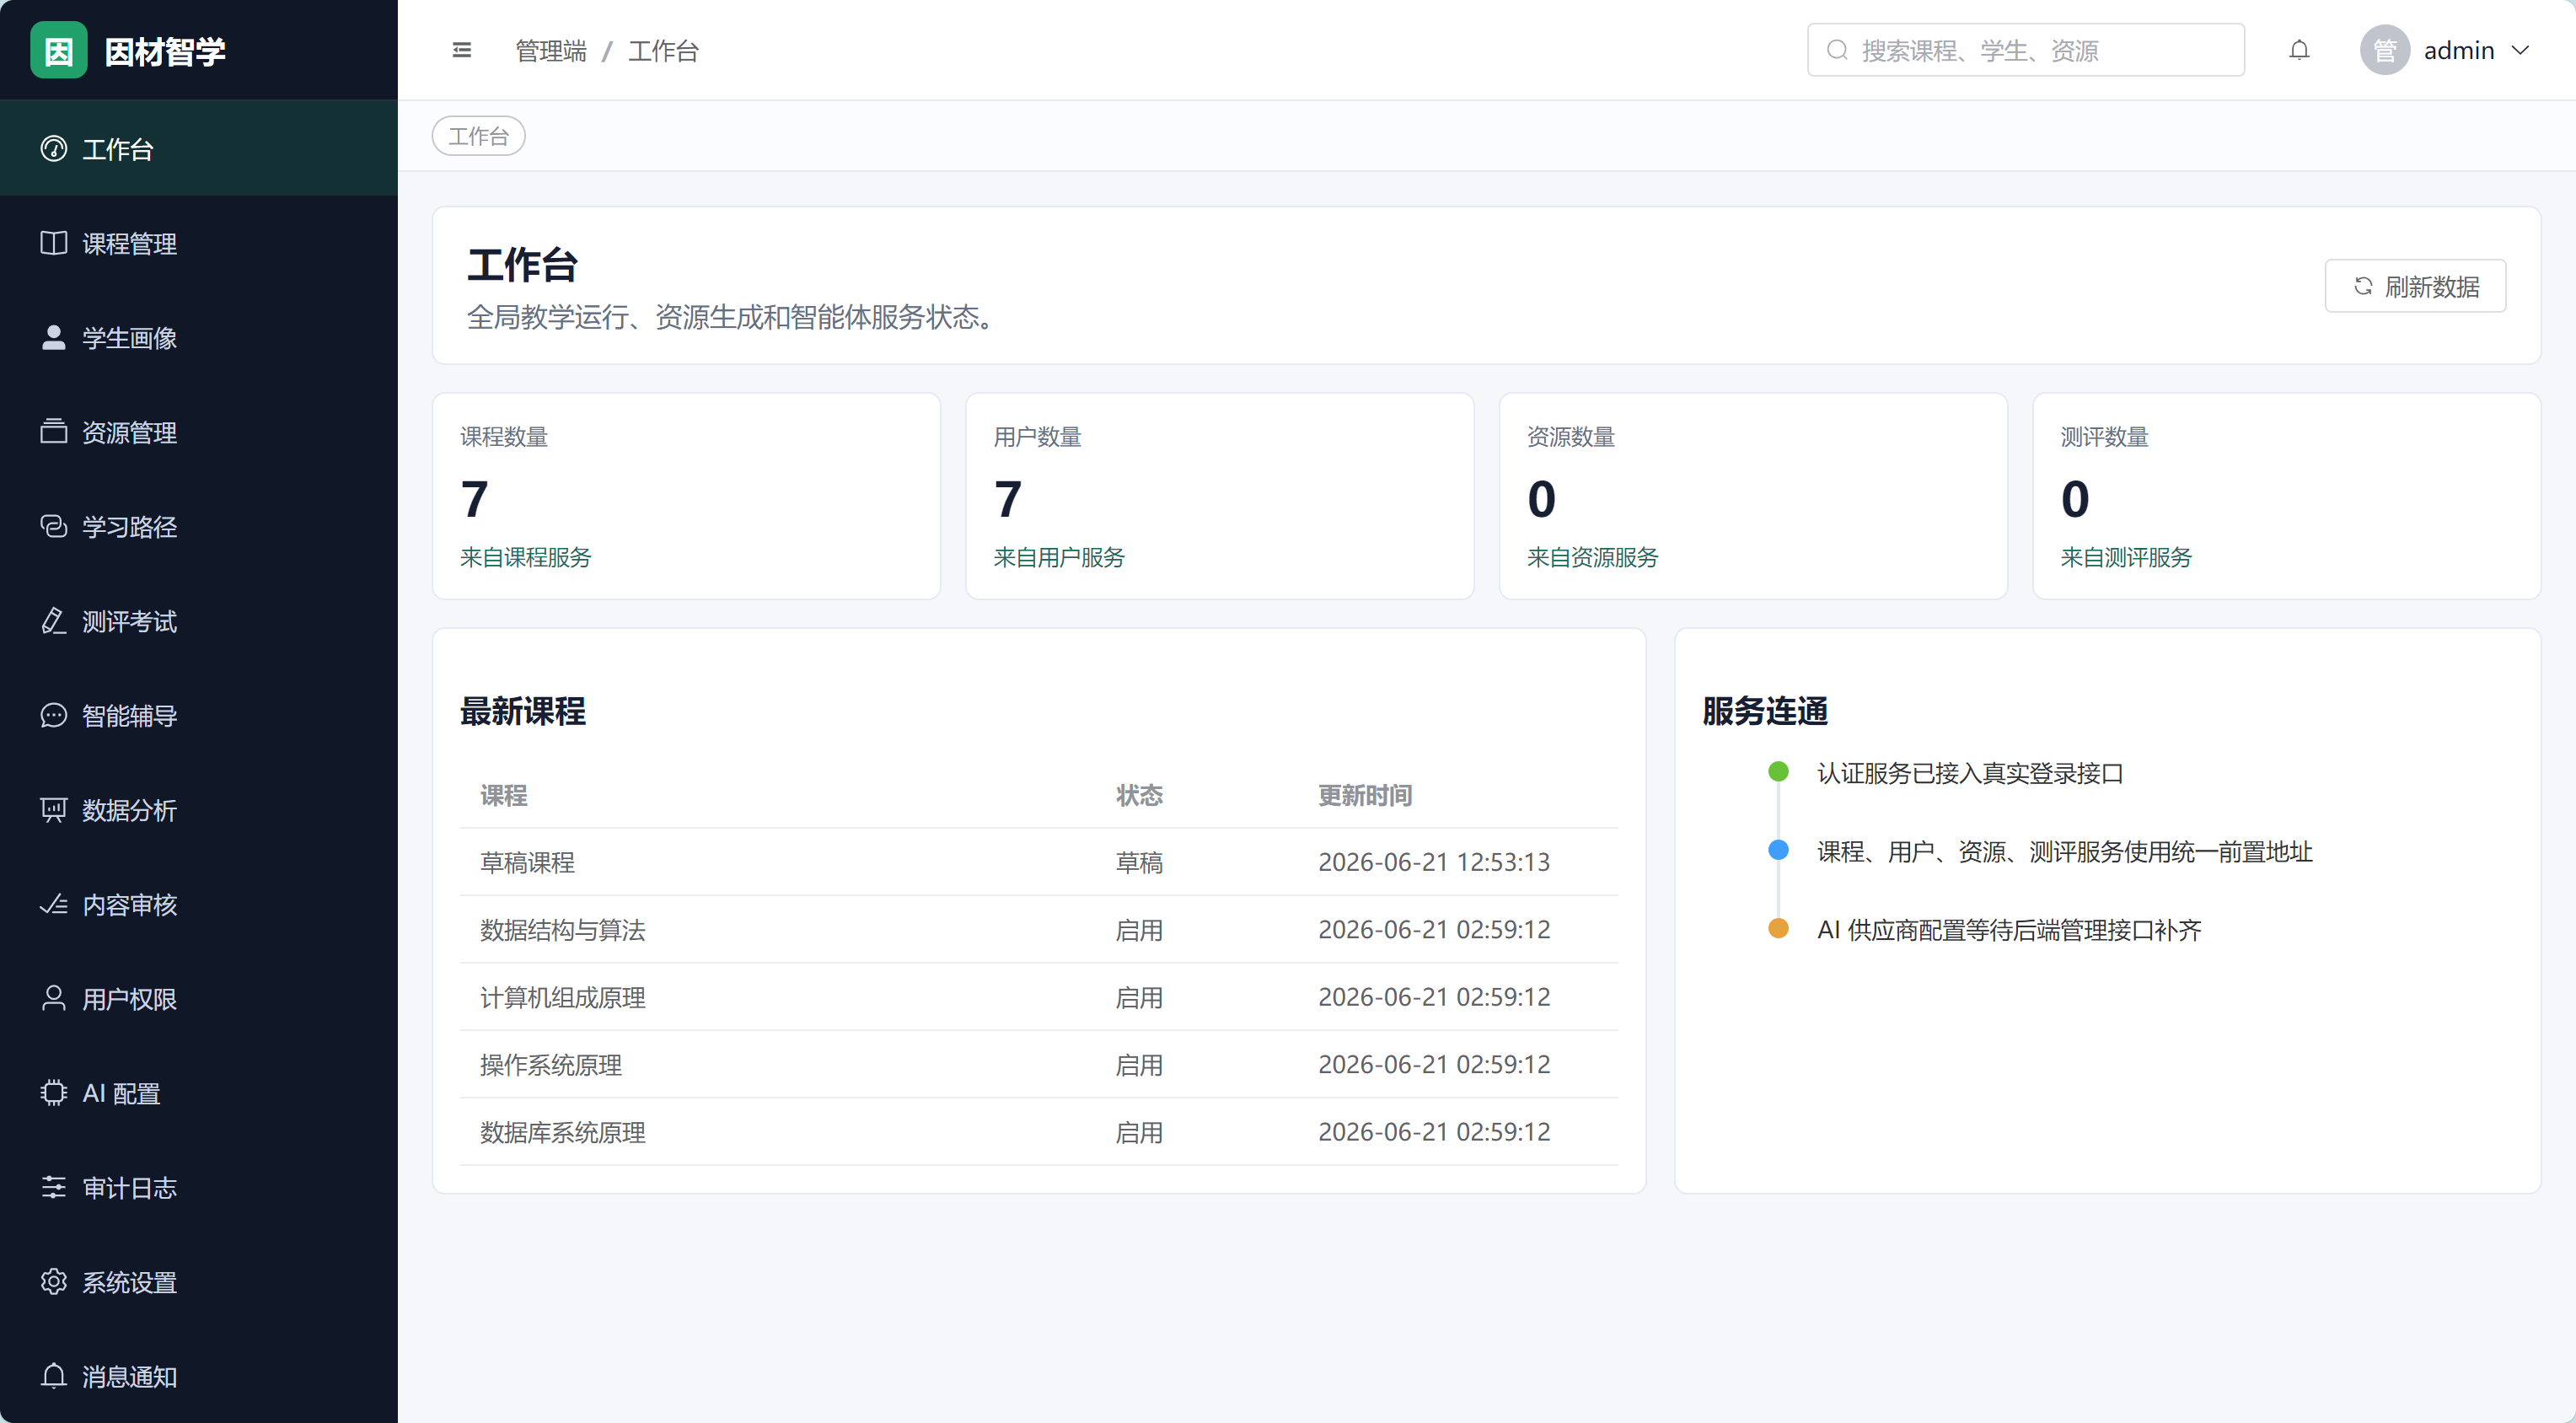 因 因材智学
管理端 / 工作台
搜索课程、学生、资源
管 admin
工作台
课程管理
学生画像
资源管理
学习路径
测评考试
智能辅导
数据分析
内容审核
用户权限
AI 配置
审计日志
系统设置
消息通知
工作台
工作台
全局教学运行、资源生成和智能体服务状态。
刷新数据
课程数量
7
来自课程服务
用户数量
7
来自用户服务
资源数量
0
来自资源服务
测评数量
0
来自测评服务
最新课程
课程 状态 更新时间
草稿课程 草稿 2026-06-21 12:53:13
数据结构与算法 启用 2026-06-21 02:59:12
计算机组成原理 启用 2026-06-21 02:59:12
操作系统原理 启用 2026-06-21 02:59:12
数据库系统原理 启用 2026-06-21 02:59:12
服务连通
认证服务已接入真实登录接口
课程、用户、资源、测评服务使用统一前置地址
AI 供应商配置等待后端管理接口补齐